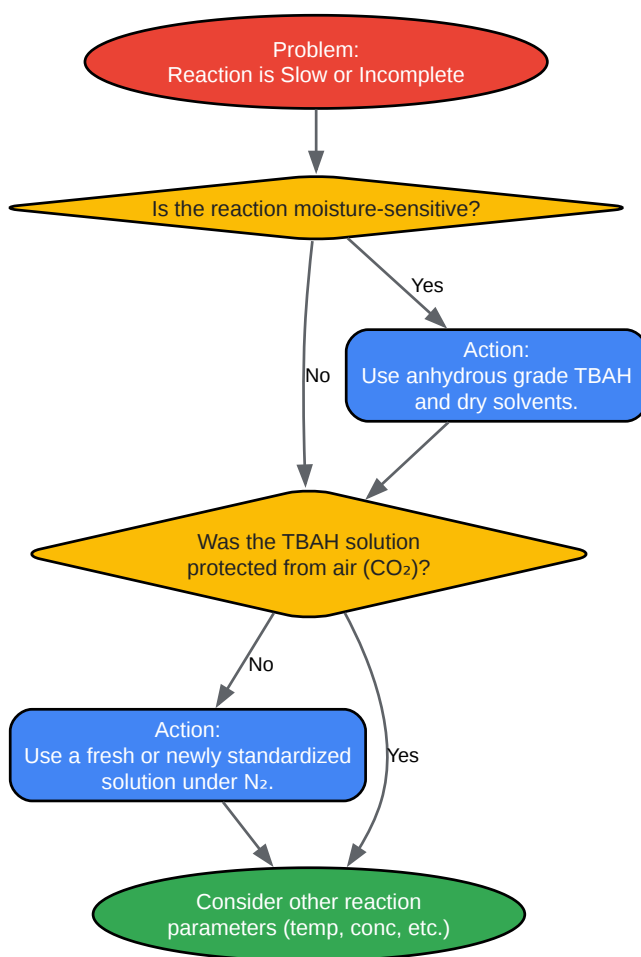 Problem:
Reaction is Slow or Incomplete
Is the reaction moisture-sensitive?
Yes
Action:
Use anhydrous grade TBAH
and dry solvents.
No
Was the TBAH solution
protected from air (CO₂)?
No
Action:
Use a fresh or newly standardized
solution under N₂.
Yes
Consider other reaction
parameters (temp, conc, etc.)